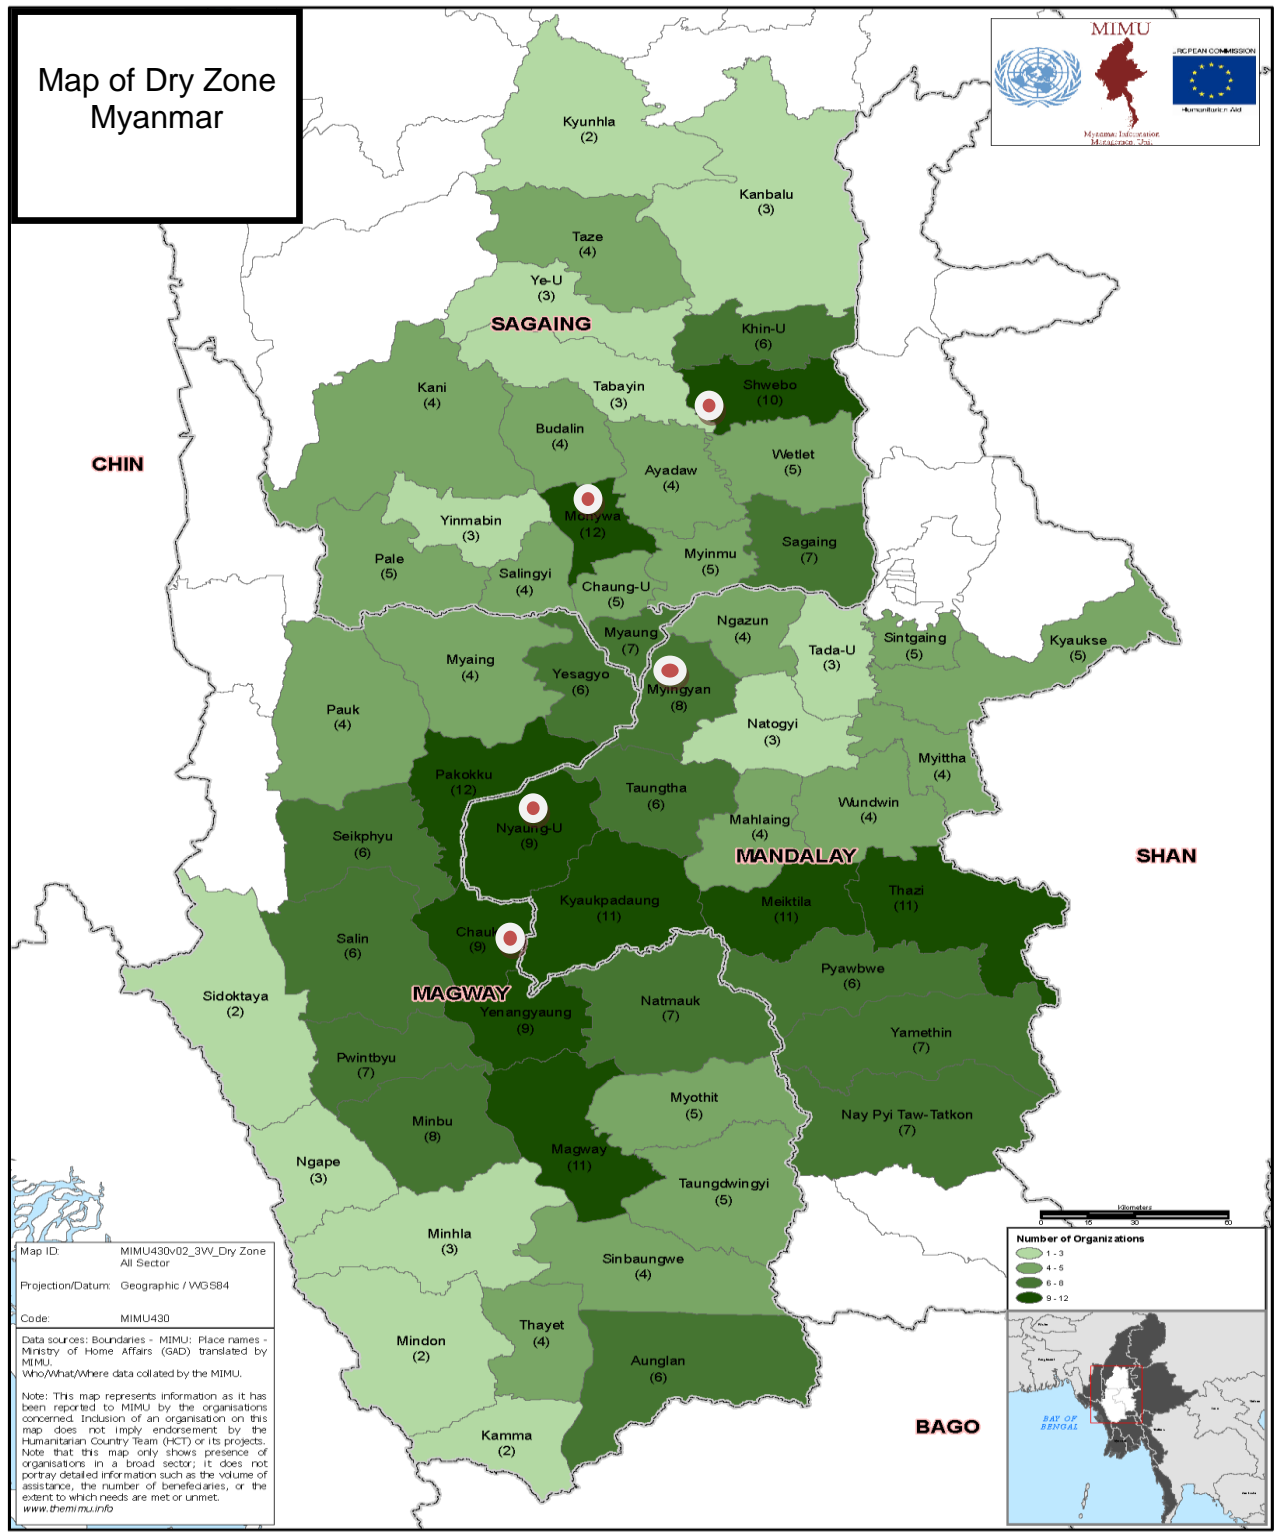 Map of Dry Zone
Myanmar
MIMU
Myanmar Information
Management Unit
RCPEAN COMMISSION
Humanitarian Aid
Kyunhla
(2)
Kanbalu
(3)
Taze
(4)
Ye-U
(3)
SAGAING
Khin-U
(6)
Kani
(4)
Tabayin
(3)
Shwebo
(10)
Budalin
(4)
CHIN
Wetlet
(5)
Ayadaw
(4)
Yinmabin
(3)
Monywa
(12)
Sagaing
(7)
Pale
(5)
Salingyi
(4)
Myinmu
(5)
Chaung-U
(5)
Ngazun
(4)
Myaung
(7)
Tada-U
(3)
Sintgaing
(5)
Kyaukse
(5)
Myaing
(4)
Yesagyo
(6)
Myingyan
(8)
Pauk
(4)
Natogyi
(3)
Myittha
(4)
Pakokku
(12)
Taungtha
(6)
Wundwin
(4)
Mahlaing
(4)
Nyaung-U
(9)
Seikphyu
(6)
MANDALAY
SHAN
Kyaukpadaung
(11)
Meiktila
(11)
Thazi
(11)
Salin
(6)
Chauk
(9)
Pyawbwe
(6)
Sidoktaya
(2)
MAGWAY
Yenangyaung
(9)
Natmauk
(7)
Yamethin
(7)
Pwintbyu
(7)
Myothit
(5)
Nay Pyi Taw-Tatkon
(7)
Minbu
(8)
Magway
(11)
Ngape
(3)
Taungdwingyi
(5)
Minhla
(3)
Sinbaungwe
(4)
Kilometers
0 15 30 60
Number of Organizations
1 - 3
4 - 5
6 - 8
9 - 12
Map ID: MIMU430v02_3W_Dry Zone
All Sector
Projection/Datum: Geographic / WGS84
Code: MIMU430
Thayet
(4)
Mindon
(2)
Aunglan
(6)
Kamma
(2)
BAGO
Data sources: Boundaries - MIMU: Place names -
Ministry of Home Affairs (GAD) translated by
MIMU.
Who/What/Where data collated by the MIMU.
Note: This map represents information as it has
been reported to MIMU by the organisations
concerned. Inclusion of an organisation on this
map does not imply endorsement by the
Humanitarian Country Team (HCT) or its projects.
Note that this map only shows presence of
organisations in a broad sector; it does not
portray detailed information such as the volume of
assistance, the number of benefeciaries, or the
extent to which needs are met or unmet.
www.themimu.info
BAY OF
BENGAL